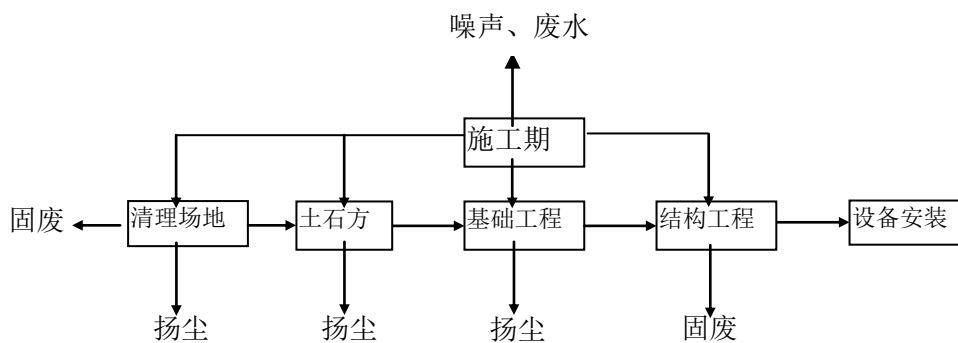 噪声、废水
施工期
固废
清理场地
土石方
基础工程
结构工程
设备安装
扬尘
扬尘
扬尘
固废